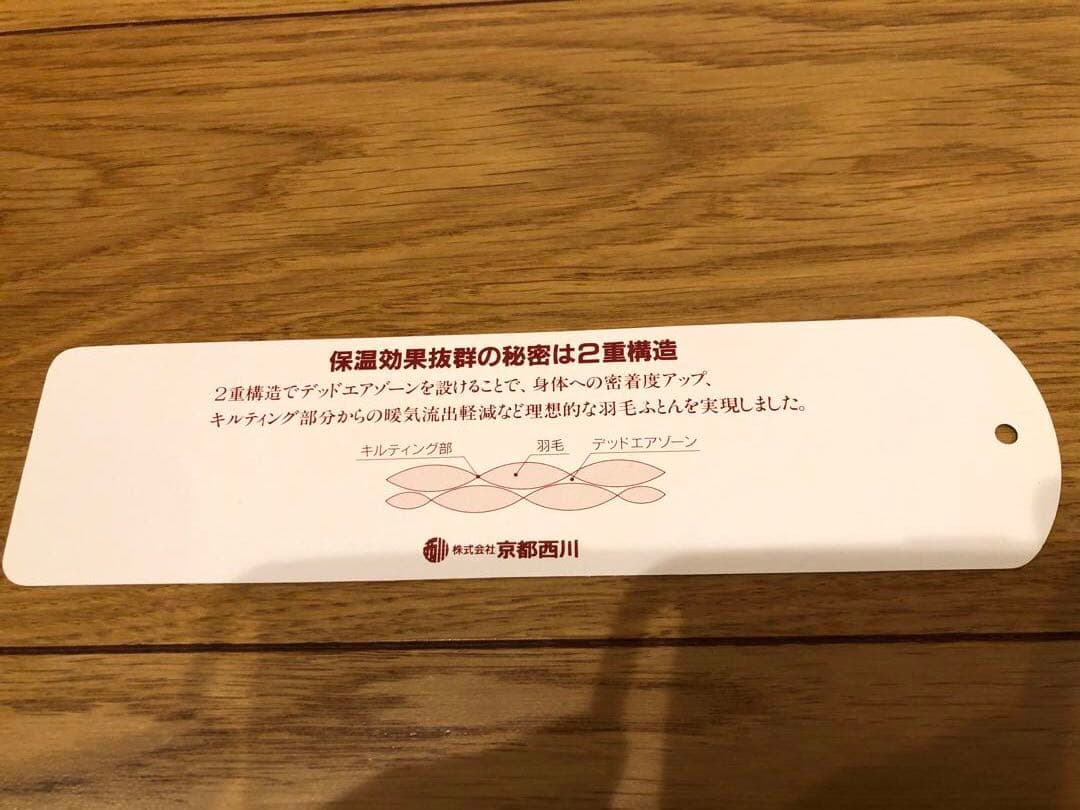 保温効果抜群の秘密は2重構造
2重構造でデッドエアゾーンを設けることで、身体への密着度アップ、
キルティング部分からの暖気流出軽減など理想的な羽毛ふとんを実現しました。
キルティング部 羽毛 デッドエアゾーン
西川 株式会社 京都西川